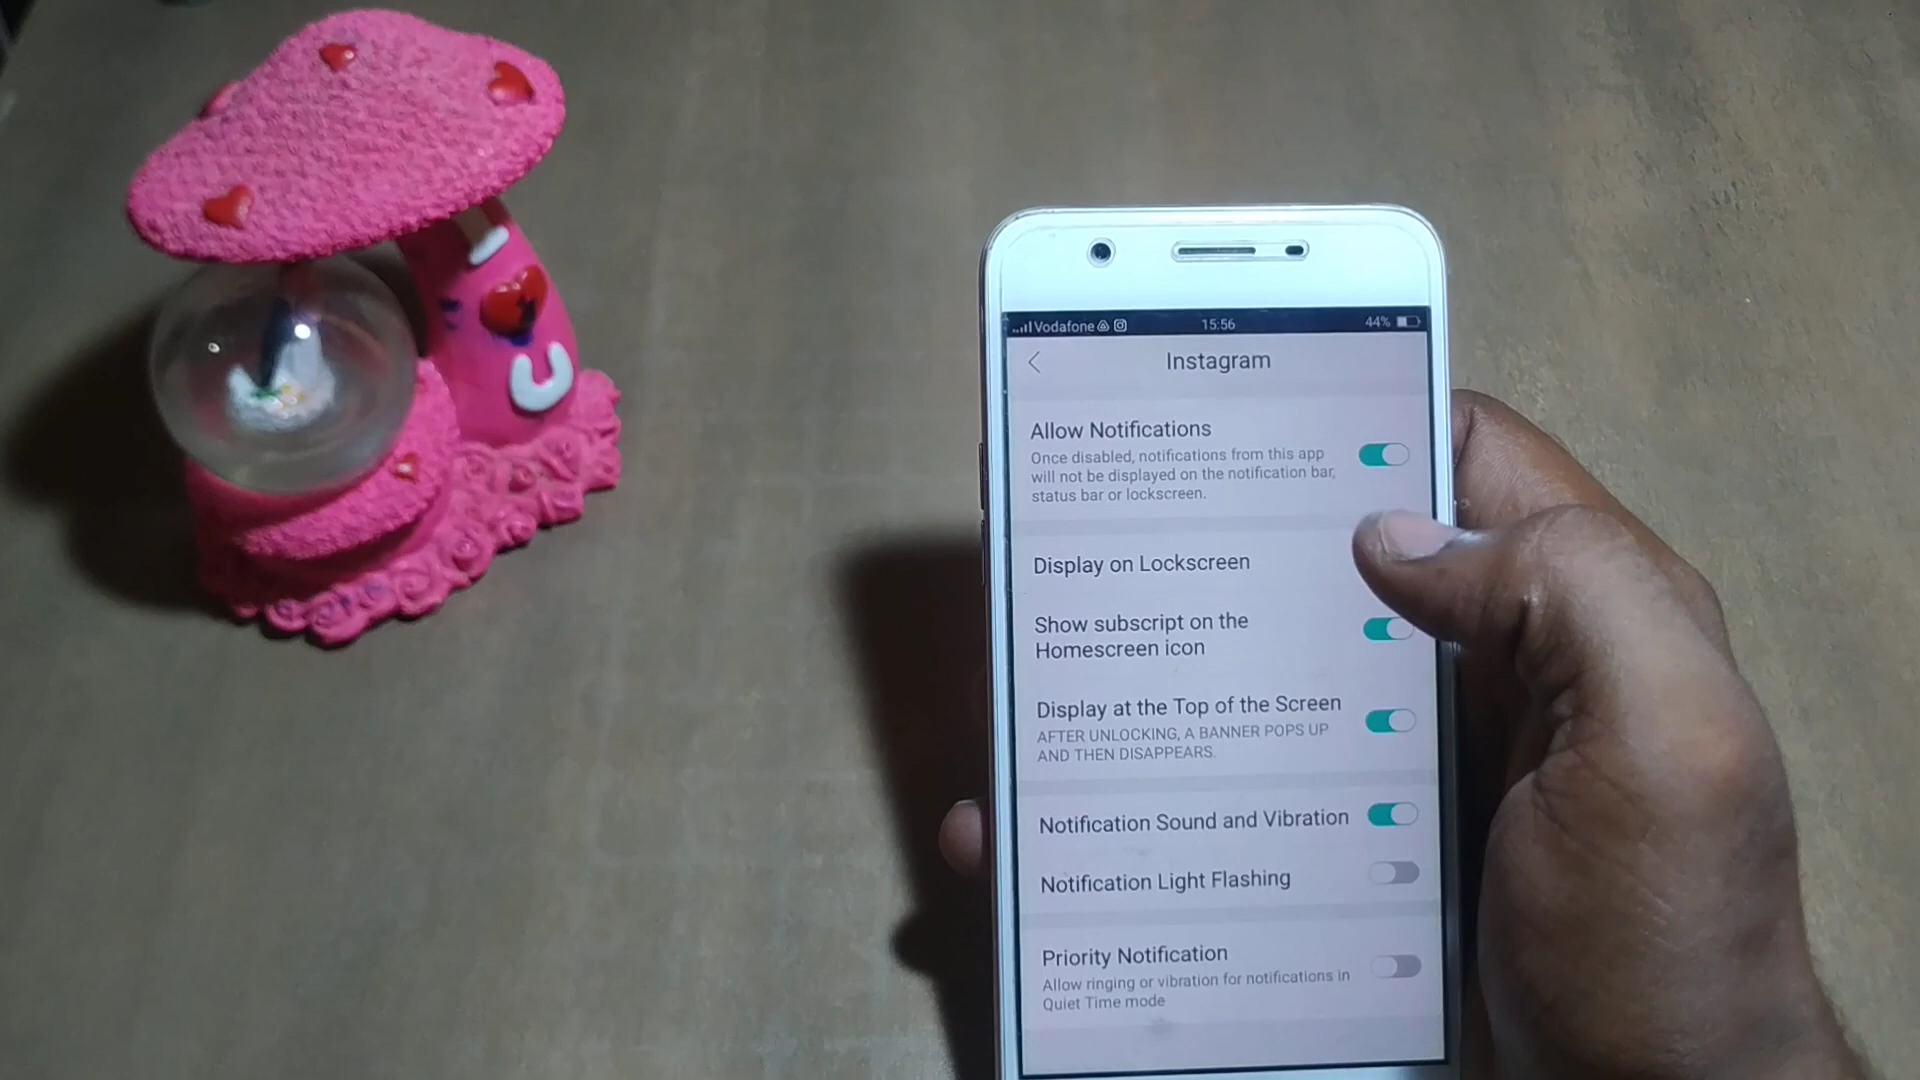 U
Vodafone 15:56 44%
Instagram
Allow Notifications
Once disabled, notifications from this app
will not be displayed on the notification bar,
status bar or lockscreen.
Display on Lockscreen
Show subscript on the
Homescreen icon
Display at the Top of the Screen
AFTER UNLOCKING, A BANNER POPS UP
AND THEN DISAPPEARS.
Notification Sound and Vibration
Notification Light Flashing
Priority Notification
Allow ringing or vibration for notifications in
Quiet Time mode